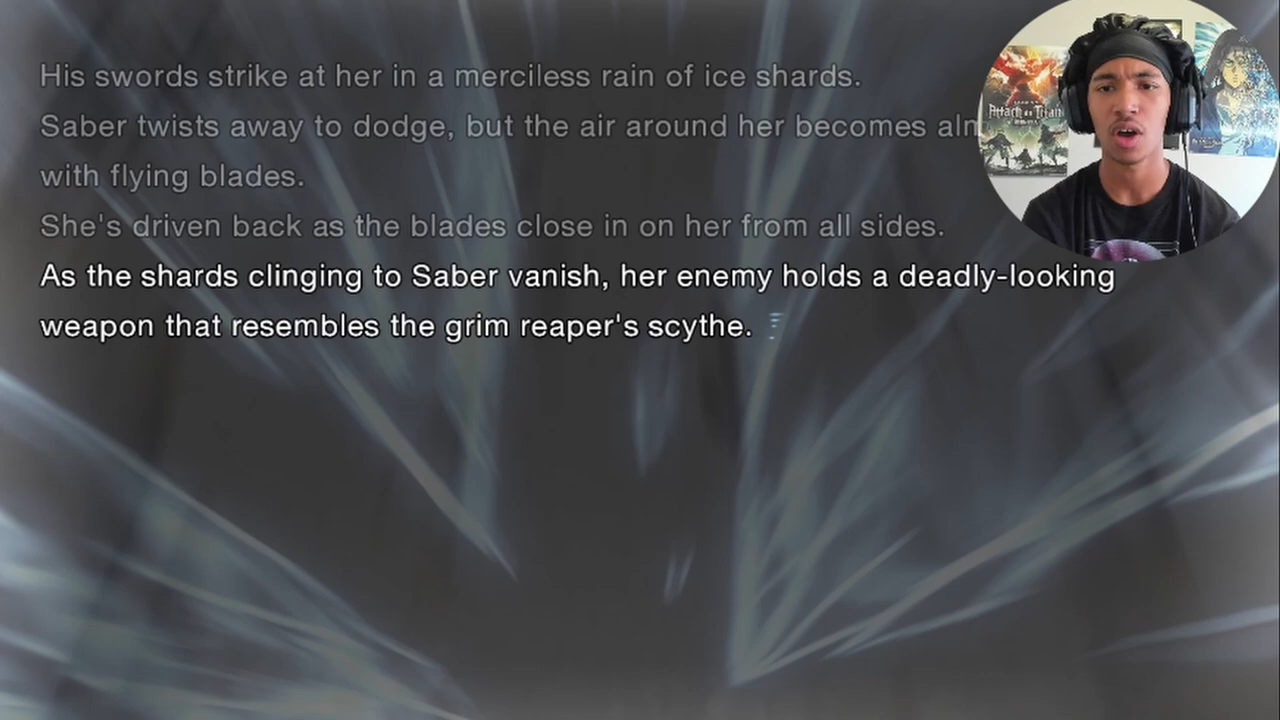 His swords strike at her in a merciless rain of ice shards.
Saber twists away to dodge, but the air around her becomes
with flying blades.
She's driven back as the blades close in on her from all sides.
As the shards clinging to Saber vanish, her enemy holds a deadly-looking
weapon that resembles the grim reaper's scythe.
Attack on Titan